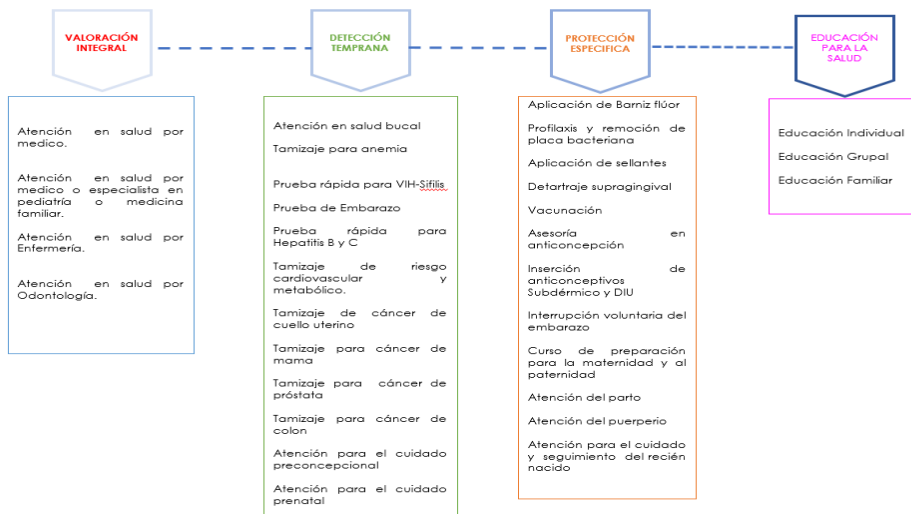 VALORACIÓN
INTEGRAL
Atención en salud por
medico.
Atención en salud por
medico o especialista en
pediatría o medicina
familiar.
Atención en salud por
Enfermería.
Atención en salud por
Odontología.
DETECCIÓN
TEMPRANA
Atención en salud bucal
Tamizaje para anemia
Prueba rápida para VIH-Sifilis
Prueba de Embarazo
Prueba rápida para
Hepatitis B y C
Tamizaje de riesgo
cardiovascular y
metabólico.
Tamizaje de cáncer de
cuello uterino
Tamizaje para cáncer de
mama
Tamizaje para cáncer de
próstata
Tamizaje para cáncer de
colon
Atención para el cuidado
preconcepcional
Atención para el cuidado
prenatal
PROTECCIÓN
ESPECIFICA
Aplicación de Barniz flúor
Profilaxis y remoción de
placa bacteriana
Aplicación de sellantes
Detartraje supragingival
Vacunación
Asesoría en
anticoncepción
Inserción de
anticonceptivos
Subdérmico y DIU
Interrupción voluntaria del
embarazo
Curso de preparación
para la maternidad y al
paternidad
Atención del parto
Atención del puerperio
Atención para el cuidado
y seguimiento del recién
nacido
EDUCACIÓN
PARA LA
SALUD
Educación Individual
Educación Grupal
Educación Familiar